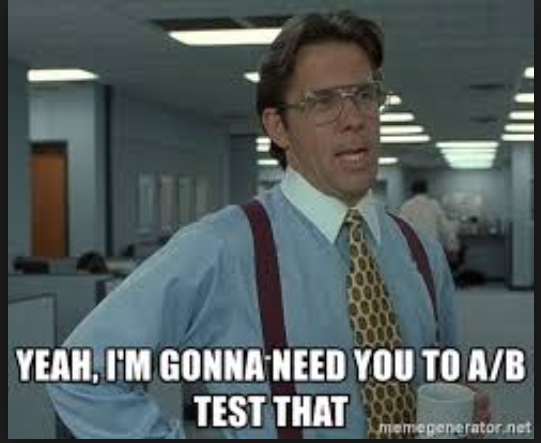 YEAH, I'M GONNA NEED YOU TO A/B
TEST THAT
memegenerator.net